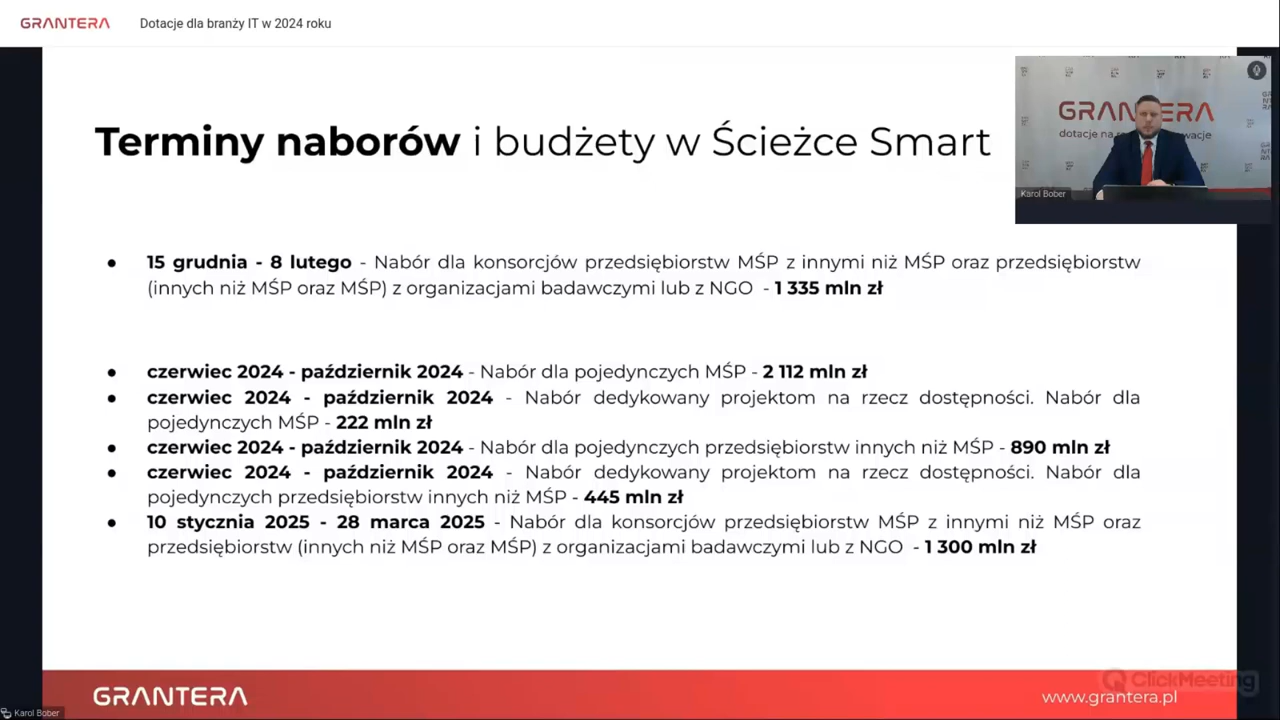 GRANTERA
Dotacje dla branży IT w 2024 roku
Terminy naborów i budżety w Ścieżce Smart
GRANTERA
dotacje na
Karol Bober
● 15 grudnia - 8 lutego - Nabór dla konsorcjów przedsiębiorstw MŚP z innymi niż MŚP oraz przedsiębiorstw
(innych niż MŚP oraz MŚP) z organizacjami badawczymi lub z NGO - 1 335 mln zł
● czerwiec 2024 - październik 2024 - Nabór dla pojedynczych MŚP - 2 112 mln zł
● czerwiec 2024 - październik 2024 - Nabór dedykowany projektom na rzecz dostępności. Nabór dla
pojedynczych MŚP - 222 mln zł
● czerwiec 2024 - październik 2024 - Nabór dla pojedynczych przedsiębiorstw innych niż MŚP - 890 mln zł
● czerwiec 2024 - październik 2024 - Nabór dedykowany projektom na rzecz dostępności. Nabór dla
pojedynczych przedsiębiorstw innych niż MŚP - 445 mln zł
● 10 stycznia 2025 - 28 marca 2025 - Nabór dla konsorcjów przedsiębiorstw MŚP z innymi niż MŚP oraz
przedsiębiorstw (innych niż MŚP oraz MŚP) z organizacjami badawczymi lub z NGO - 1 300 mln zł
GRANTERA
ClickMeeting
www.grantera.pl
Karol Bober